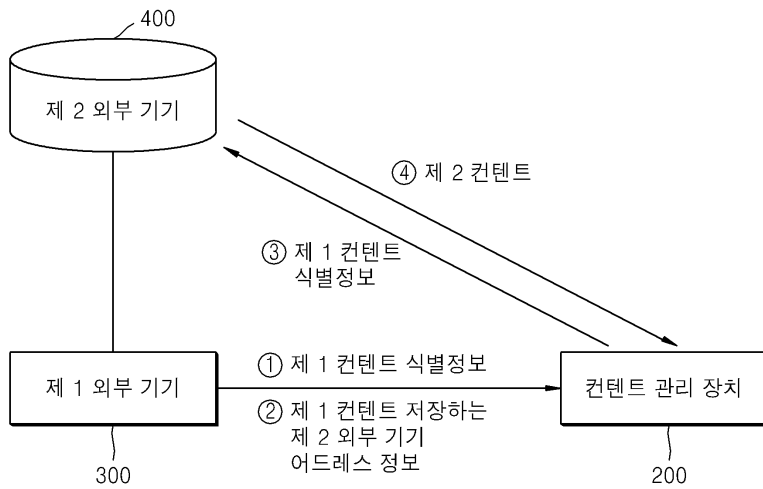 400
제 2 외부 기기
④ 제 2 컨텐트
③ 제 1 컨텐트
식별정보
제 1 외부 기기
① 제 1 컨텐트 식별정보
컨텐트 관리 장치
② 제 1 컨텐트 저장하는
제 2 외부 기기
어드레스 정보
300
200